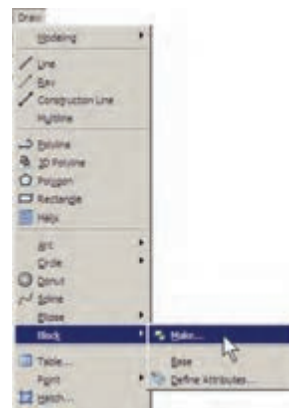 Draw
Modeling
Line
Ray
Construction Line
Multiline
Polyline
3D Polyline
Polygon
Rectangle
Helix
Arc
Circle
Donut
Spline
Ellipse
Block
Make...
Base
Define Attributes...
Table...
Point
Hatch...